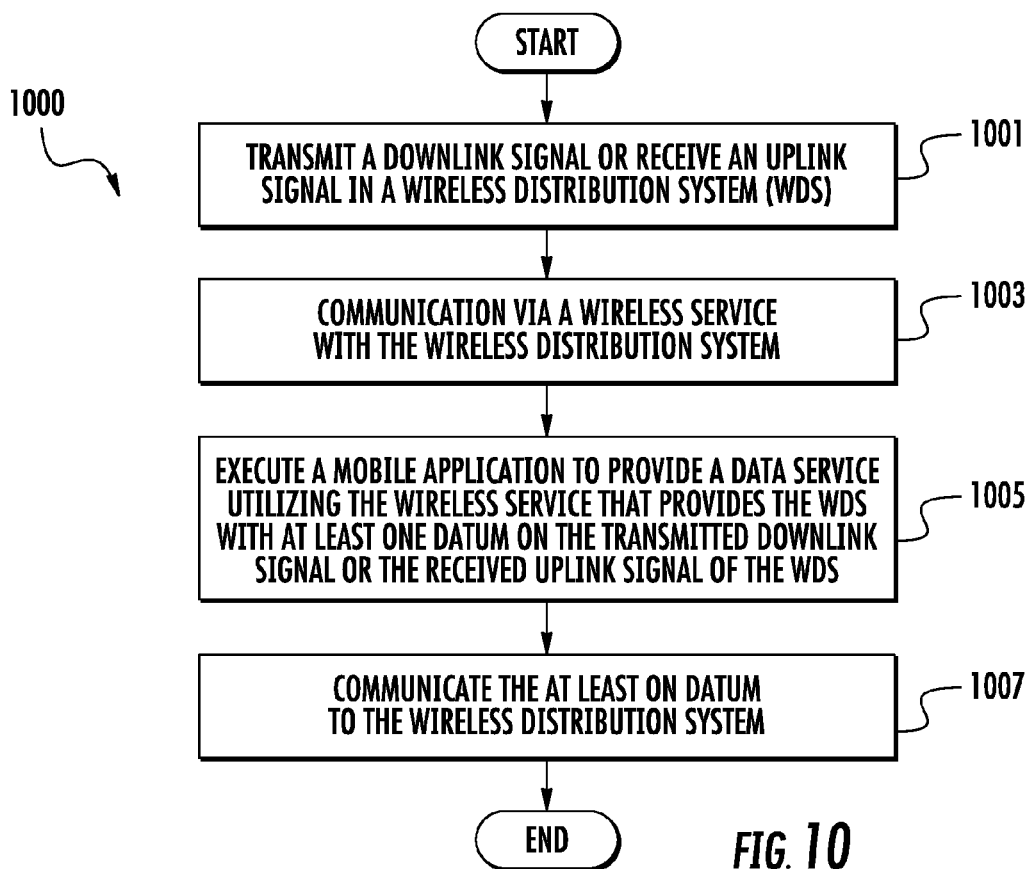 START
1000
TRANSMIT A DOWNLINK SIGNAL OR RECEIVE AN UPLINK
SIGNAL IN A WIRELESS DISTRIBUTION SYSTEM (WDS)
1001
COMMUNICATION VIA A WIRELESS SERVICE
WITH THE WIRELESS DISTRIBUTION SYSTEM
1003
EXECUTE A MOBILE APPLICATION TO PROVIDE A DATA SERVICE
UTILIZING THE WIRELESS SERVICE THAT PROVIDES THE WDS
WITH AT LEAST ONE DATUM ON THE TRANSMITTED DOWNLINK
SIGNAL OR THE RECEIVED UPLINK SIGNAL OF THE WDS
1005
COMMUNICATE THE AT LEAST ON DATUM
TO THE WIRELESS DISTRIBUTION SYSTEM
1007
END
FIG. 10